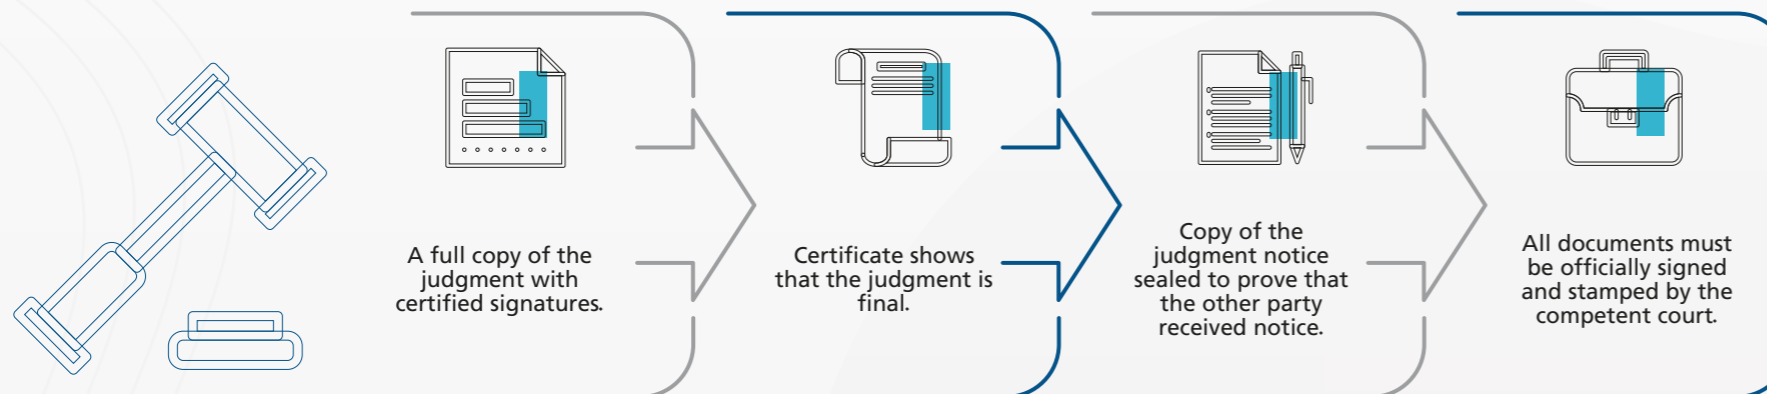 A full copy of the
judgment with
certified signatures.
Certificate shows
that the judgment is
final.
Copy of the
judgment notice
sealed to prove that
the other party
received notice.
All documents must
be officially signed
and stamped by the
competent court.